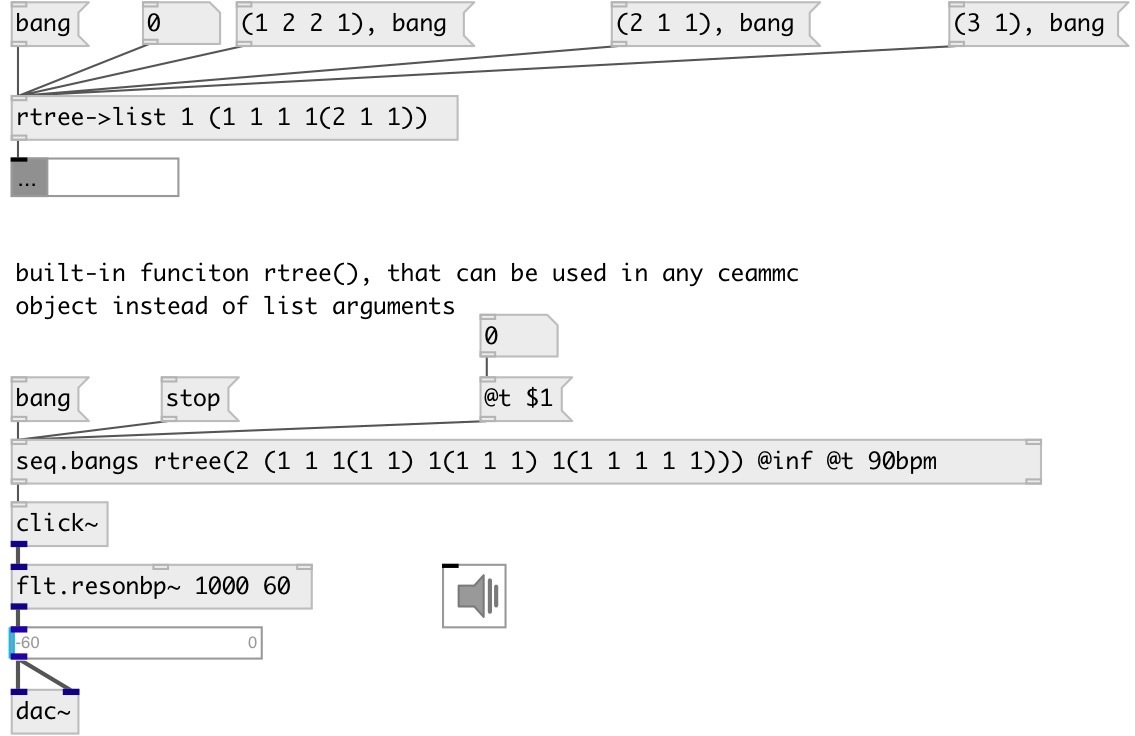 bang
0
(1 2 2 1), bang
(2 1 1), bang
(3 1), bang
rtree->list 1 (1 1 1 1(2 1 1))
...
built-in funciton rtree(), that can be used in any ceammc
object instead of list arguments
0
bang
stop
@t $1
seq.bangs rtree(2 (1 1 1(1 1) 1(1 1 1) 1(1 1 1 1 1))) @inf @t 90bpm
click~
flt.resonbp~ 1000 60
-60
0
dac~